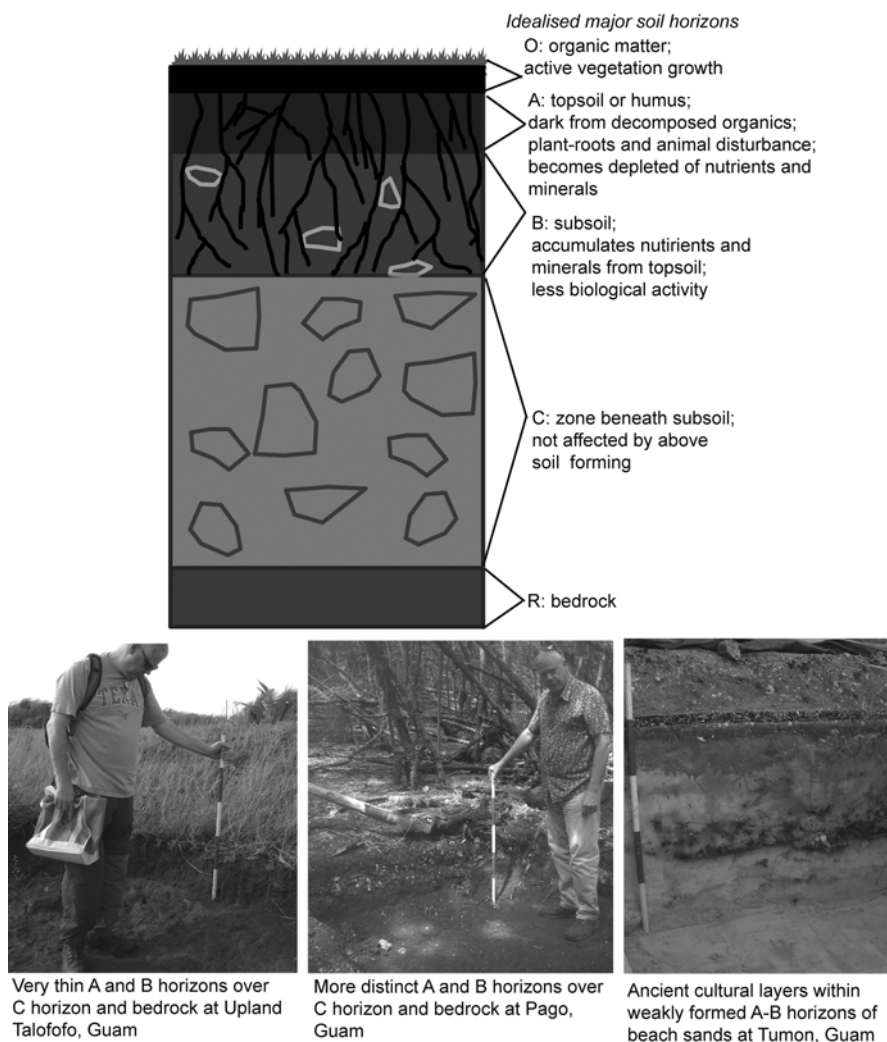 Idealised major soil horizons
O: organic matter;
active vegetation growth
A: topsoil or humus;
dark from decomposed organics;
plant-roots and animal disturbance;
becomes depleted of nutrients and
minerals
B: subsoil;
accumulates nutirients and
minerals from topsoil;
less biological activity
C: zone beneath subsoil;
not affected by above
soil forming
R: bedrock
TEXAS
Very thin A and B horizons over
C horizon and bedrock at Upland
Talofofo, Guam
More distinct A and B horizons over
C horizon and bedrock at Pago,
Guam
Ancient cultural layers within
weakly formed A-B horizons of
beach sands at Tumon, Guam